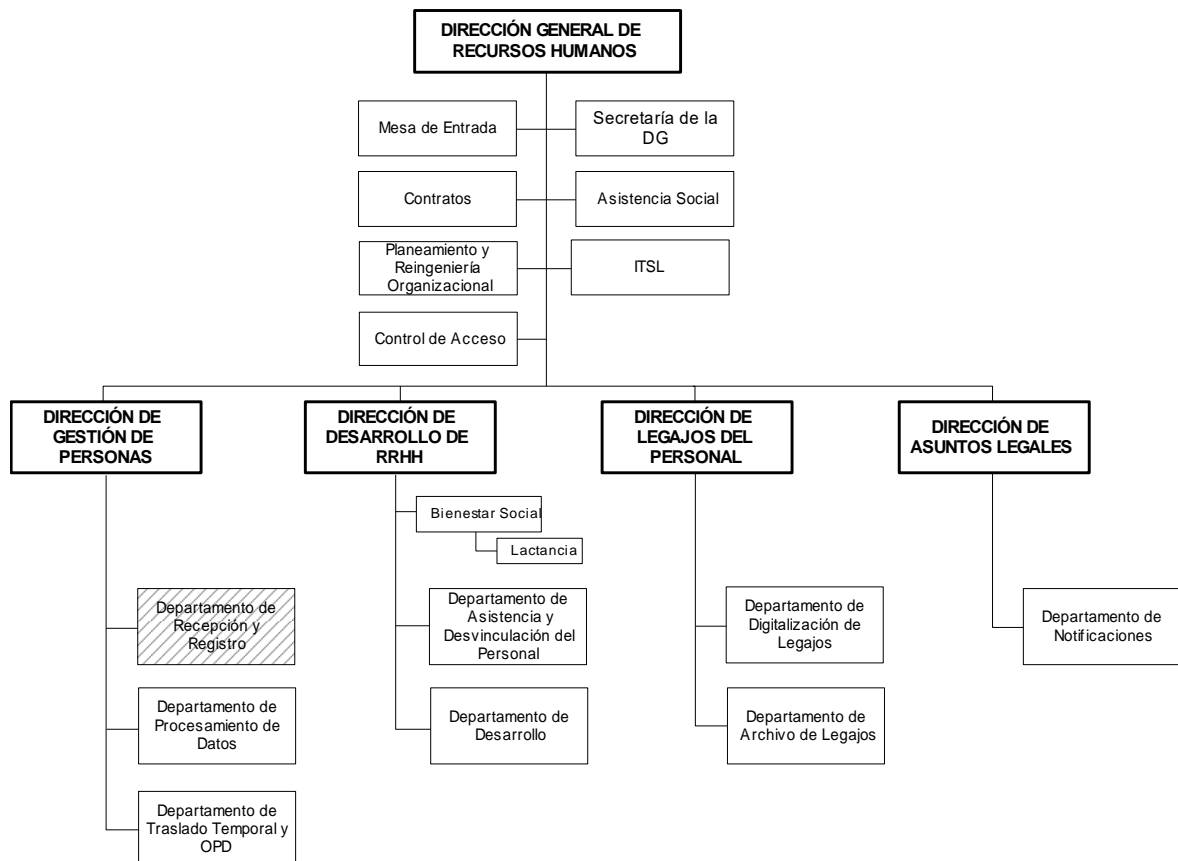 DIRECCIÓN GENERAL DE
RECURSOS HUMANOS
Mesa de Entrada
Secretaría de la
DG
Contratos
Asistencia Social
Planeamiento y
Reingeniería
Organizacional
ITSL
Control de Acceso
DIRECCIÓN DE
GESTIÓN DE
PERSONAS
DIRECCIÓN DE
DESARROLLO DE
RRHH
DIRECCIÓN DE
LEGAJOS DEL
PERSONAL
DIRECCIÓN DE
ASUNTOS LEGALES
Bienestar Social
Lactancia
Departamento de
Recepción y
Registro
Departamento de
Asistencia y
Desvinculación del
Personal
Departamento de
Digitalización de
Legajos
Departamento
de Notificaciones
Departamento de
Procesamiento de
Datos
Departamento de
Desarrollo
Departamento de
Archivo de Legajos
Departamento de
Traslado Temporal y
OPD